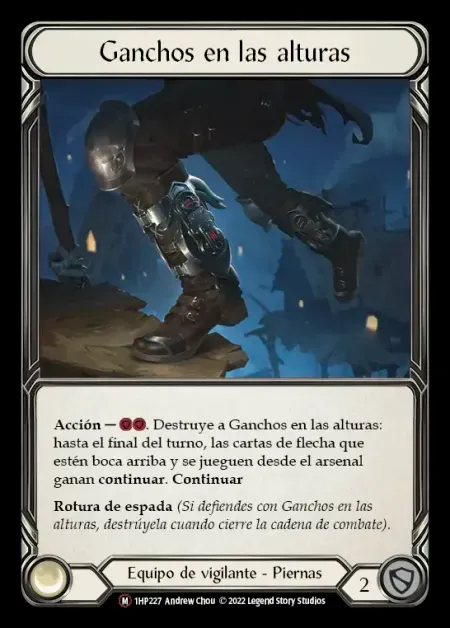 Ganchos en las alturas
Acción — . Destruye a Ganchos en las alturas:
hasta el final del turno, las cartas de flecha que
estén boca arriba y se jueguen desde el arsenal
ganan continuar. Continuar
Rotura de espada (Si defiendes con Ganchos en las
alturas, destrúyela cuando cierre la cadena de combate).
Equipo de vigilante - Piernas
2
M 1HP227 Andrew Chou © 2022 Legend Story Studios